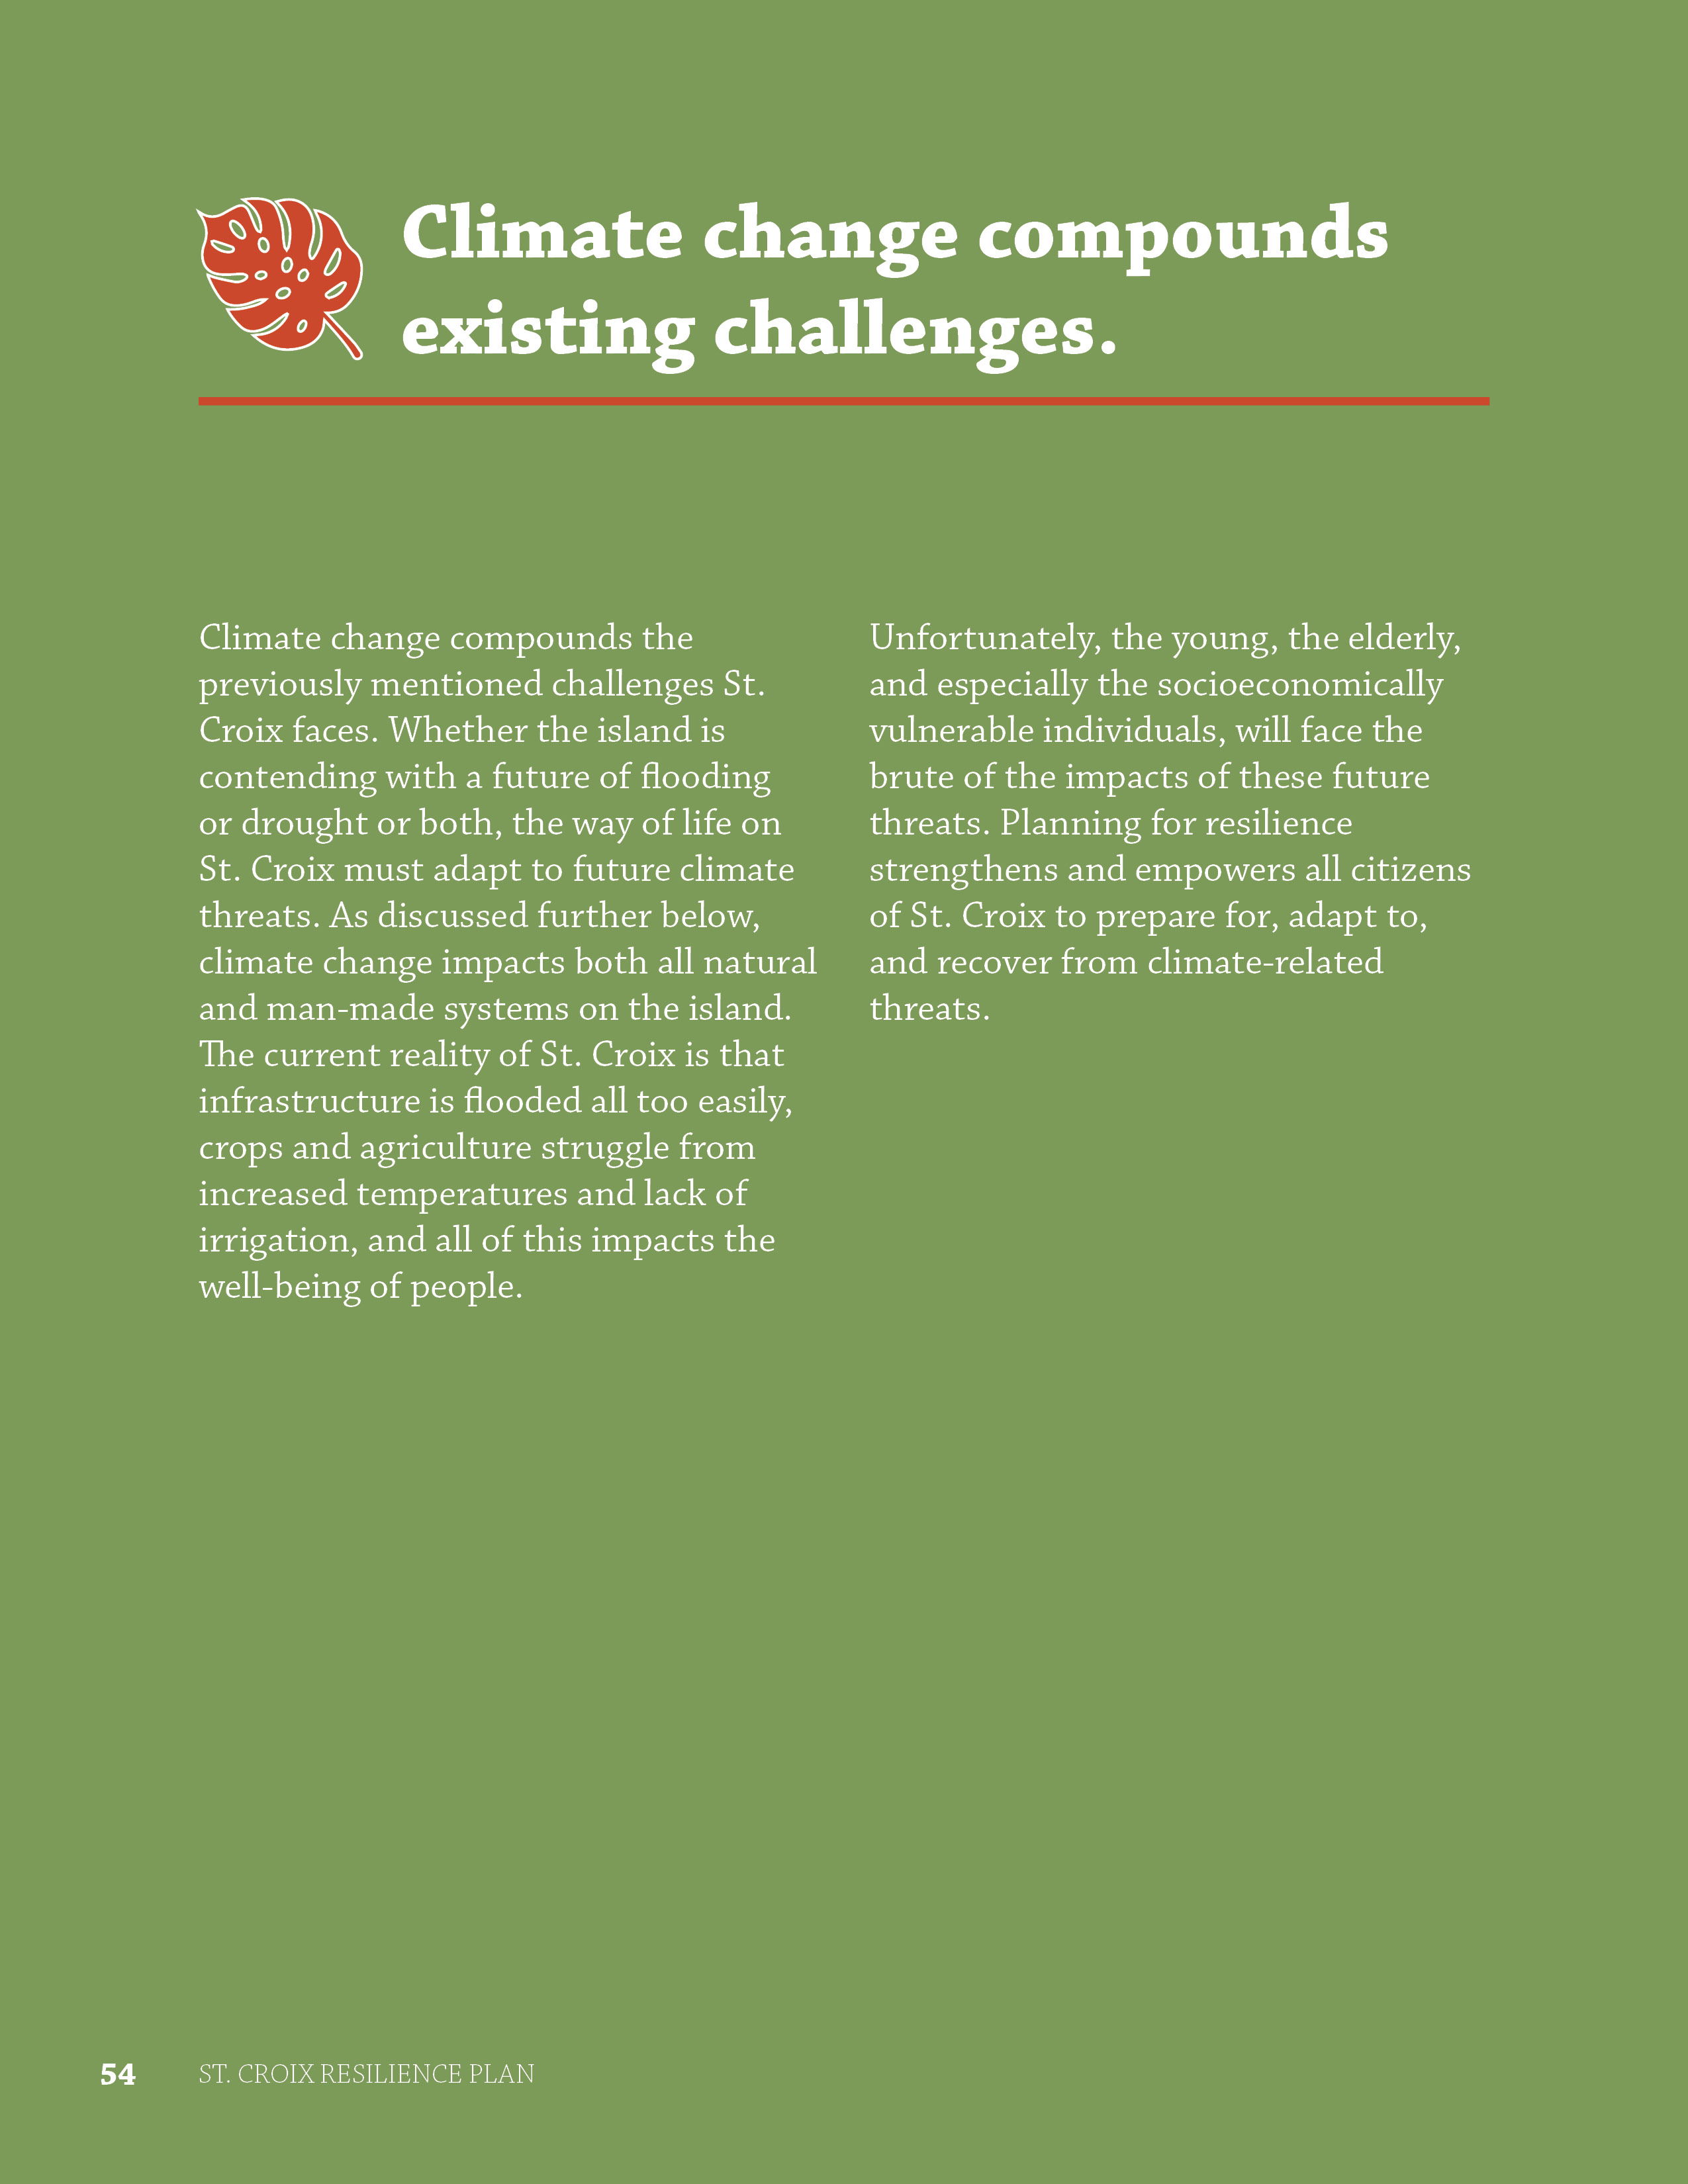 Climate change compounds
existing challenges.
Climate change compounds the
previously mentioned challenges St.
Croix faces. Whether the island is
contending with a future of flooding
or drought or both, the way of life on
St. Croix must adapt to future climate
threats. As discussed further below,
climate change impacts both all natural
and man-made systems on the island.
The current reality of St. Croix is that
infrastructure is flooded all too easily,
crops and agriculture struggle from
increased temperatures and lack of
irrigation, and all of this impacts the
well-being of people.
Unfortunately, the young, the elderly,
and especially the socioeconomically
vulnerable individuals, will face the
brute of the impacts of these future
threats. Planning for resilience
strengthens and empowers all citizens
of St. Croix to prepare for, adapt to,
and recover from climate-related
threats.
54 ST. CROIX RESILIENCE PLAN